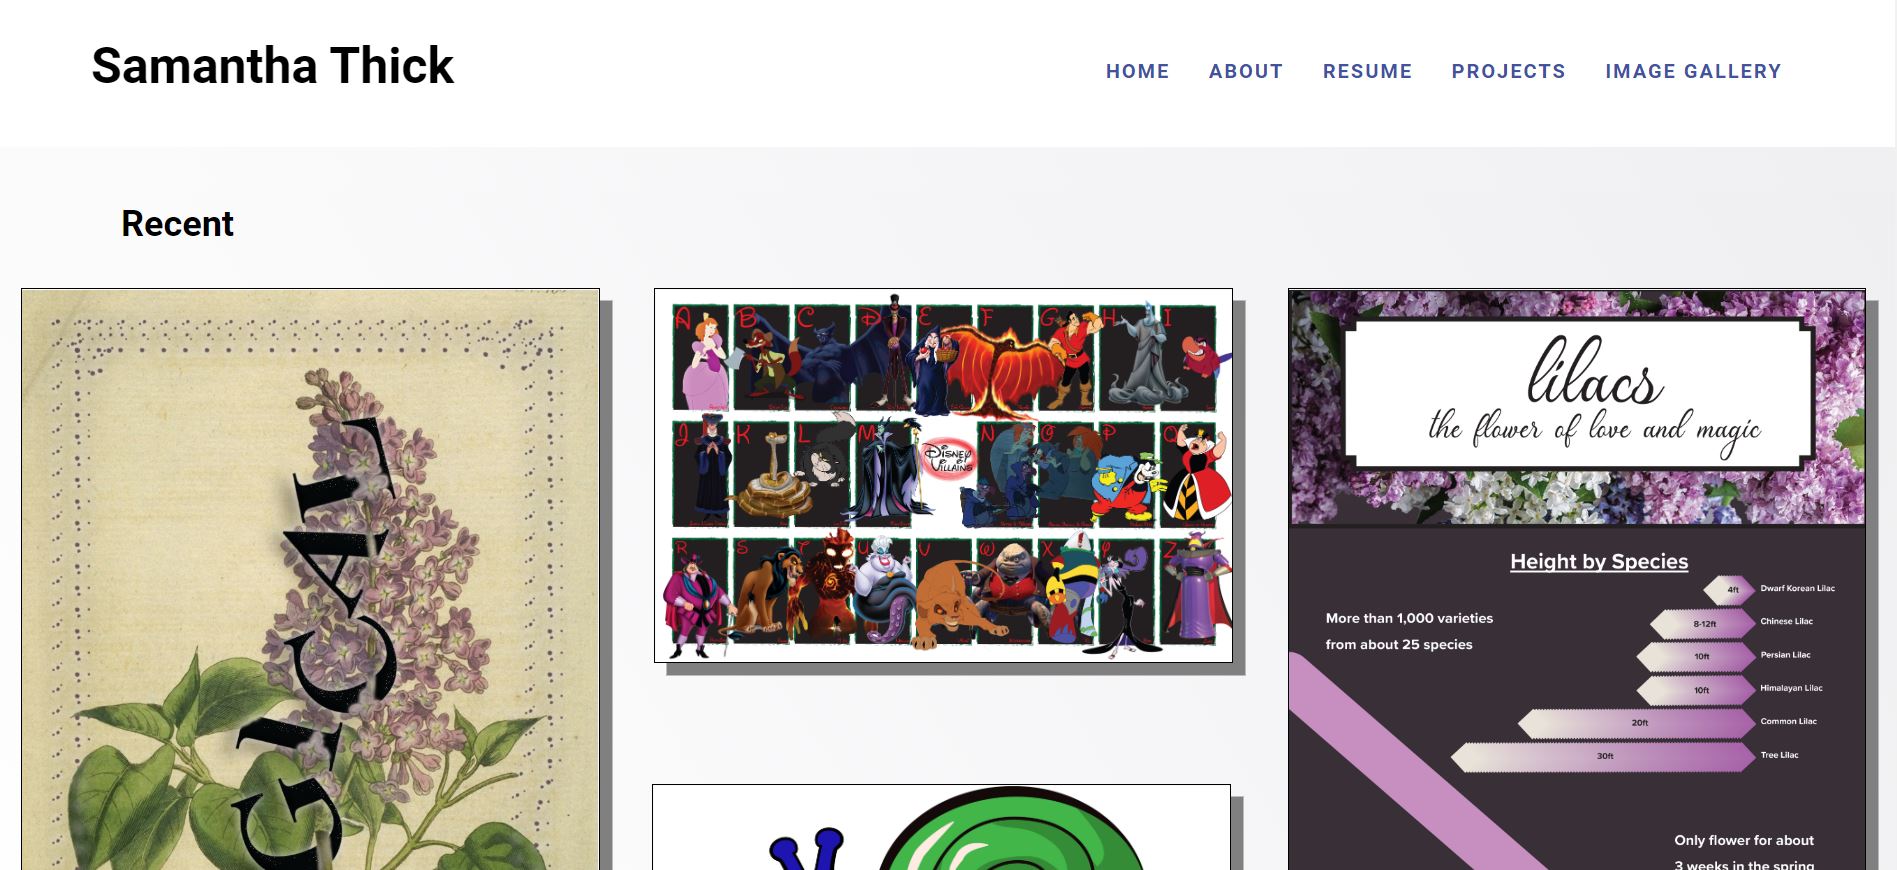 Samantha Thick
HOME ABOUT RESUME PROJECTS IMAGE GALLERY
Recent
GICAL
A B C D E F G H I
J K L M
DISNEY
VILLAINS
N O P Q
R S T U V W X Y Z
lilacs
the flower of love and magic
Height by Species
4ft Dwarf Korean Lilac
8-12ft Chinese Lilac
More than 1,000 varieties
from about 25 species
10ft Persian Lilac
10ft Himalayan Lilac
20ft Common Lilac
30ft Tree Lilac
Only flower for about
3 weeks in the spring